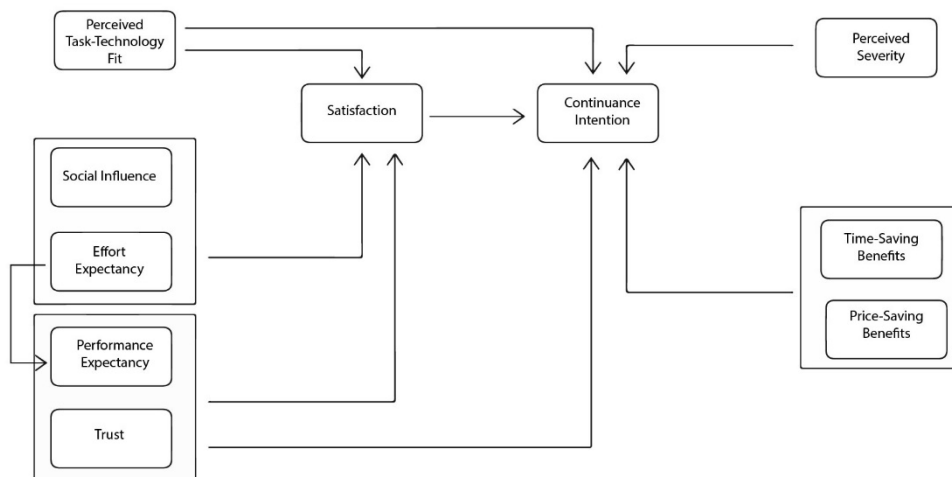 Perceived
Task-Technology
Fit
Perceived
Severity
Satisfaction
Continuance
Intention
Social Influence
Effort
Expectancy
Time-Saving
Benefits
Price-Saving
Benefits
Performance
Expectancy
Trust